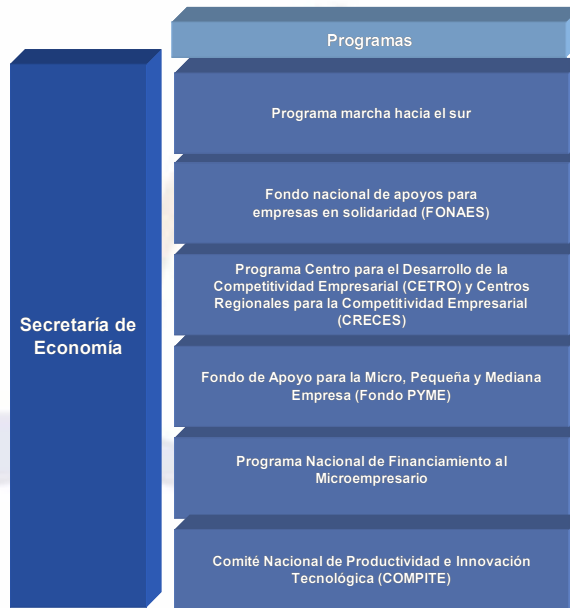 Programas
Secretaría de
Economía
Programa marcha hacia el sur
Fondo nacional de apoyos para
empresas en solidaridad (FONAES)
Programa Centro para el Desarrollo de la
Competitividad Empresarial (CETRO) y Centros
Regionales para la Competitividad Empresarial
(CRECES)
Fondo de Apoyo para la Micro, Pequeña y Mediana
Empresa (Fondo PYME)
Programa Nacional de Financiamiento al
Microempresario
Comité Nacional de Productividad e Innovación
Tecnológica (COMPITE)